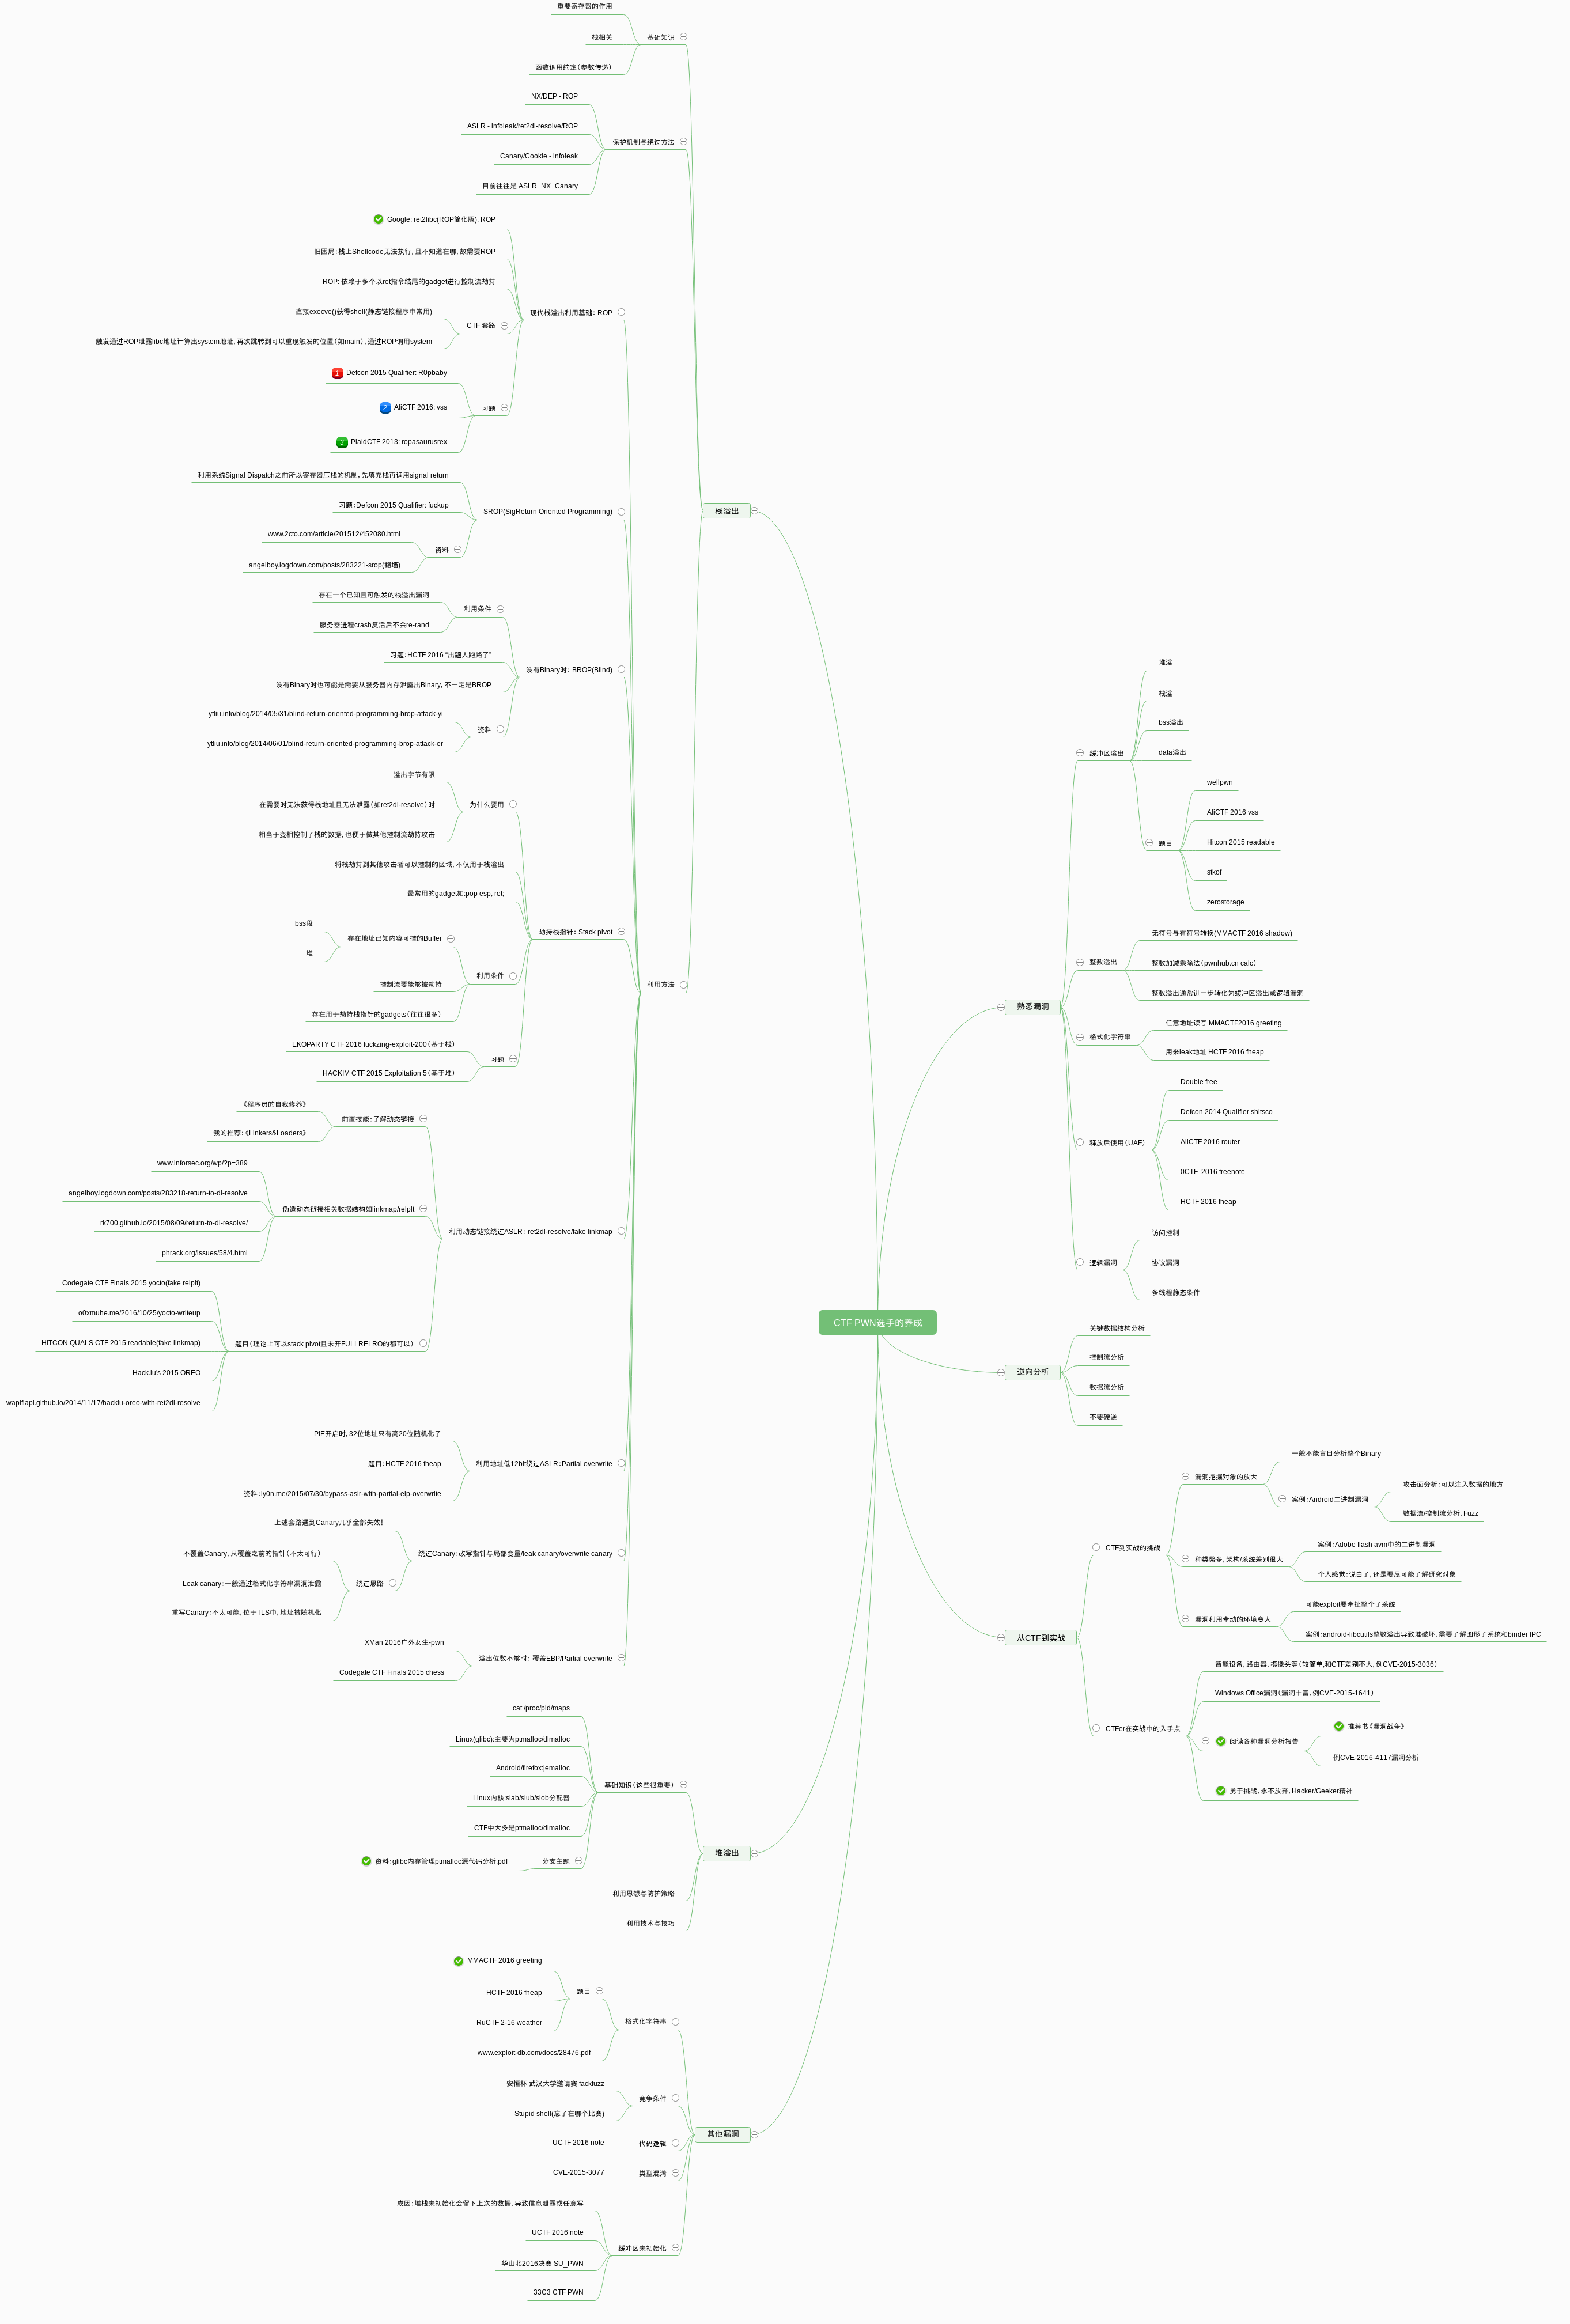 CTF PWN选手的养成
栈溢出
基础知识
重要寄存器的作用
栈相关
函数调用约定（参数传递）
保护机制与绕过方法
NX/DEP - ROP
ASLR - infoleak/ret2dl-resolve/ROP
Canary/Cookie - infoleak
目前往往是 ASLR+NX+Canary
利用方法
现代栈溢出利用基础：ROP
Google: ret2libc(ROP简化版), ROP
旧困局：栈上Shellcode无法执行，且不知道在哪，故需要ROP
ROP: 依赖于多个以ret指令结尾的gadget进行控制流劫持
CTF 套路
直接execve()获得shell(静态链接程序中常用)
触发通过ROP泄露libc地址计算出system地址，再次跳转到可以重现触发的位置（如main），通过ROP调用system
习题
1 Defcon 2015 Qualifier: R0pbaby
2 AliCTF 2016: vss
3 PlaidCTF 2013: ropasaurusrex
SROP(SigReturn Oriented Programming)
利用系统Signal Dispatch之前所以寄存器压栈的机制，先填充栈再调用signal return
习题：Defcon 2015 Qualifier: fuckup
资料
www.2cto.com/article/201512/452080.html
angelboy.logdown.com/posts/283221-srop(翻墙)
没有Binary时：BROP(Blind)
利用条件
存在一个已知且可触发的栈溢出漏洞
服务器进程crash复活后不会re-rand
习题：HCTF 2016 “出题人跑路了”
没有Binary时也可能是需要从服务器内存泄露出Binary，不一定是BROP
资料
ytliu.info/blog/2014/05/31/blind-return-oriented-programming-brop-attack-yi
ytliu.info/blog/2014/06/01/blind-return-oriented-programming-brop-attack-er
劫持栈指针：Stack pivot
为什么要用
溢出字节有限
在需要时无法获得栈地址且无法泄露（如ret2dl-resolve）时
相当于变相控制了栈的数据，也便于做其他控制流劫持攻击
将栈劫持到其他攻击者可以控制的区域，不仅用于栈溢出
最常用的gadget如:pop esp, ret;
利用条件
存在地址已知内容可控的Buffer
bss段
堆
控制流要能够被劫持
存在用于劫持栈指针的gadgets（往往很多）
习题
EKOPARTY CTF 2016 fuckzing-exploit-200（基于栈）
HACKIM CTF 2015 Exploitation 5（基于堆）
利用动态链接绕过ASLR：ret2dl-resolve/fake linkmap
前置技能：了解动态链接
《程序员的自我修养》
我的推荐：《Linkers&Loaders》
伪造动态链接相关数据结构如linkmap/relplt
www.inforsec.org/wp/?p=389
angelboy.logdown.com/posts/283218-return-to-dl-resolve
rk700.github.io/2015/08/09/return-to-dl-resolve/
phrack.org/issues/58/4.html
题目（理论上可以stack pivot且未开FULLRELRO的都可以）
Codegate CTF Finals 2015 yocto(fake relplt)
o0xmuhe.me/2016/10/25/yocto-writeup
HITCON QUALS CTF 2015 readable(fake linkmap)
Hack.lu's 2015 OREO
wapiflapi.github.io/2014/11/17/hacklu-oreo-with-ret2dl-resolve
利用地址低12bit绕过ASLR：Partial overwrite
PIE开启时，32位地址只有高20位随机化了
题目：HCTF 2016 fheap
资料：ly0n.me/2015/07/30/bypass-aslr-with-partial-eip-overwrite
绕过Canary：改写指针与局部变量/leak canary/overwrite canary
上述套路遇到Canary几乎全部失效！
绕过思路
不覆盖Canary，只覆盖之前的指针（不太可行）
Leak canary：一般通过格式化字符串漏洞泄露
重写Canary：不太可能，位于TLS中，地址被随机化
溢出位数不够时：覆盖EBP/Partial overwrite
XMan 2016广外女生-pwn
Codegate CTF Finals 2015 chess
堆溢出
基础知识（这些很重要）
cat /proc/pid/maps
Linux(glibc):主要为ptmalloc/dlmalloc
Android/firefox:jemalloc
Linux内核:slab/slub/slob分配器
CTF中大多是ptmalloc/dlmalloc
分支主题
资料：glibc内存管理ptmalloc源代码分析.pdf
利用思想与防护策略
利用技术与技巧
其他漏洞
格式化字符串
题目
MMACTF 2016 greeting
HCTF 2016 fheap
RuCTF 2-16 weather
www.exploit-db.com/docs/28476.pdf
竟争条件
安恒杯 武汉大学邀请赛 fackfuzz
Stupid shell(忘了在哪个比赛)
代码逻辑
UCTF 2016 note
类型混淆
CVE-2015-3077
缓冲区未初始化
成因：堆栈未初始化会留下上次的数据，导致信息泄露或任意写
UCTF 2016 note
华山北2016决赛 SU_PWN
33C3 CTF PWN
熟悉漏洞
缓冲区溢出
堆溢
栈溢
bss溢出
data溢出
题目
wellpwn
AliCTF 2016 vss
Hitcon 2015 readable
stkof
zerostorage
整数溢出
无符号与有符号转换(MMACTF 2016 shadow)
整数加减乘除法（pwnhub.cn calc）
整数溢出通常进一步转化为缓冲区溢出或逻辑漏洞
格式化字符串
任意地址读写 MMACTF2016 greeting
用来leak地址 HCTF 2016 fheap
释放后使用（UAF）
Double free
Defcon 2014 Qualifier shitsco
AliCTF 2016 router
0CTF 2016 freenote
HCTF 2016 fheap
逻辑漏洞
访问控制
协议漏洞
多线程静态条件
逆向分析
关键数据结构分析
控制流分析
数据流分析
不要硬逆
从CTF到实战
CTF到实战的挑战
漏洞挖掘对象的放大
一般不能盲目分析整个Binary
案例：Android二进制漏洞
攻击面分析：可以注入数据的地方
数据流/控制流分析，Fuzz
种类繁多，架构/系统差别很大
案例：Adobe flash avm中的二进制漏洞
个人感觉：说白了，还是要尽可能了解研究对象
漏洞利用牵动的环境变大
可能exploit要牵扯整个子系统
案例：android-libcutils整数溢出导致堆破坏，需要了解图形子系统和binder IPC
CTFer在实战中的入手点
智能设备，路由器，摄像头等（较简单,和CTF差别不大，例CVE-2015-3036）
Windows Office漏洞（漏洞丰富，例CVE-2015-1641）
阅读各种漏洞分析报告
推荐书《漏洞战争》
例CVE-2016-4117漏洞分析
勇于挑战，永不放弃，Hacker/Geeker精神